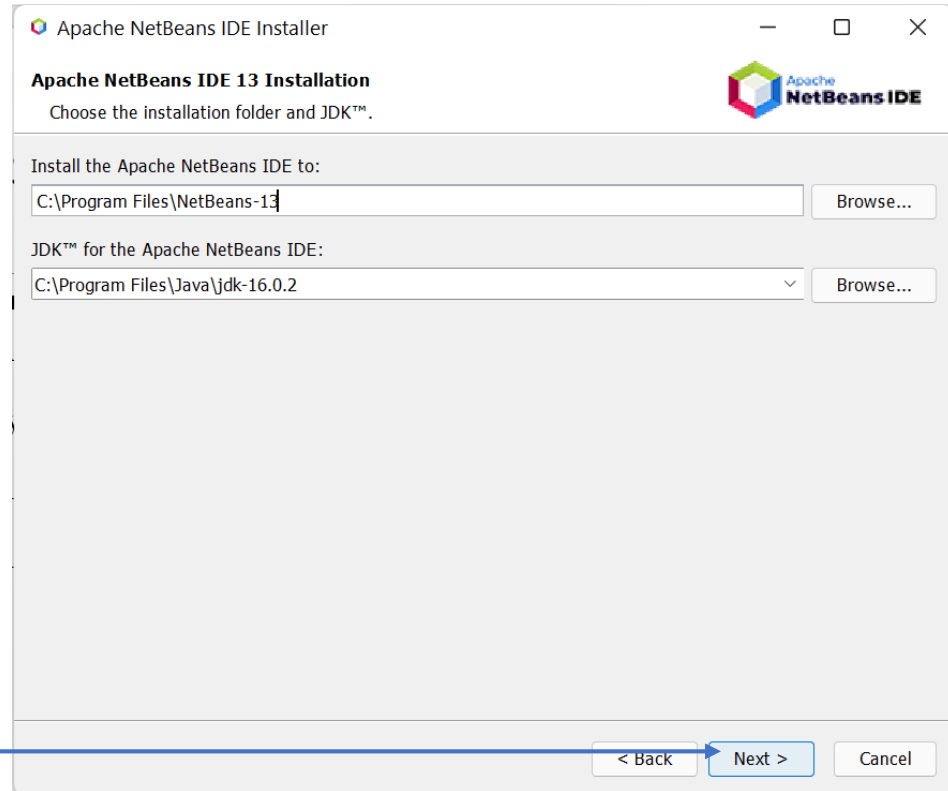 Apache NetBeans IDE Installer
Apache NetBeans IDE 13 Installation
Choose the installation folder and JDK™.
Apache
NetBeans IDE
Install the Apache NetBeans IDE to:
C:\Program Files\NetBeans-13
Browse...
JDK™ for the Apache NetBeans IDE:
C:\Program Files\Java\jdk-16.0.2
Browse...
< Back
Next >
Cancel